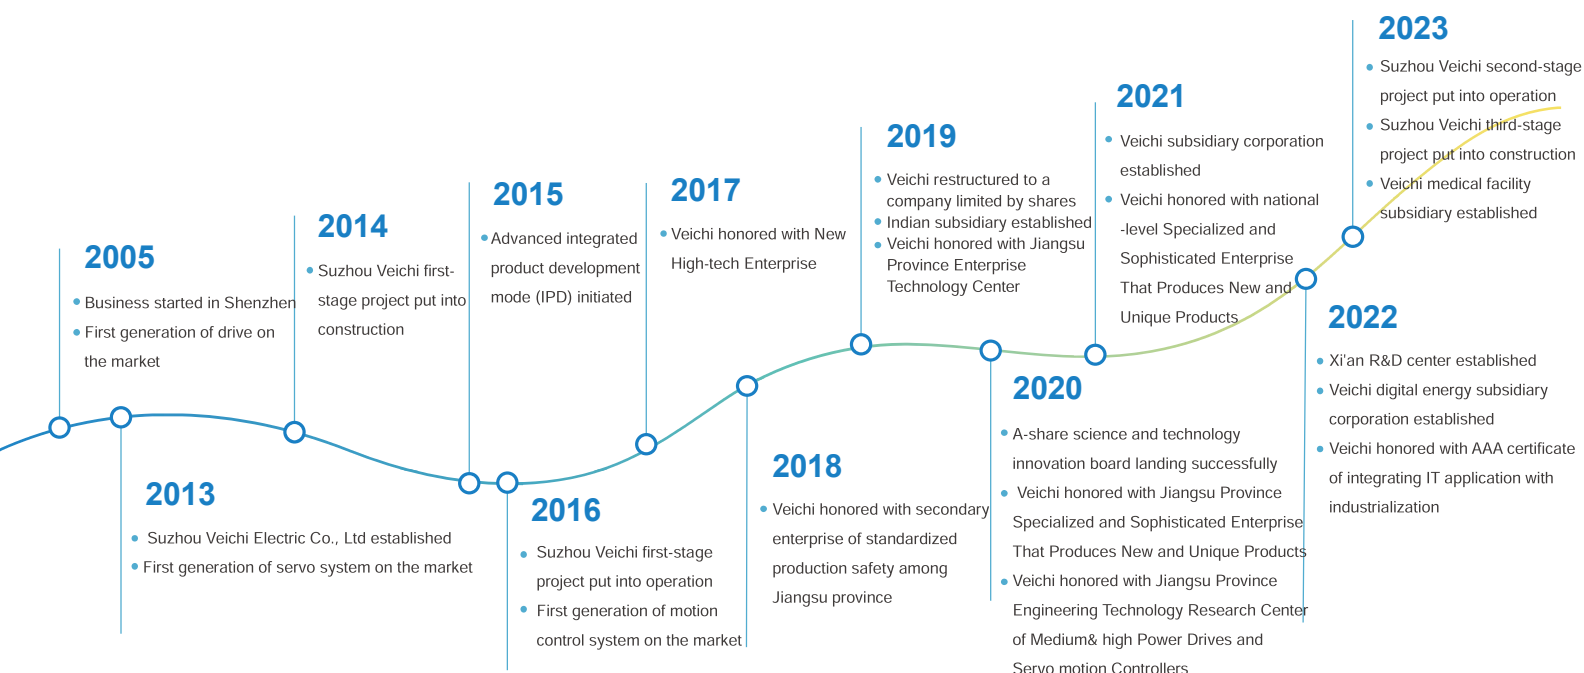 2005
Business started in Shenzhen
First generation of drive on
the market
2013
Suzhou Veichi Electric Co., Ltd established
First generation of servo system on the market
2014
Suzhou Veichi first-
stage project put into
construction
2015
Advanced integrated
product development
mode (IPD) initiated
2016
Suzhou Veichi first-stage
project put into operation
First generation of motion
control system on the market
2017
Veichi honored with New
High-tech Enterprise
2018
Veichi honored with secondary
enterprise of standardized
production safety among
Jiangsu province
2019
Veichi restructured to a
company limited by shares
Indian subsidiary established
Veichi honored with Jiangsu
Province Enterprise
Technology Center
2020
A-share science and technology
innovation board landing successfully
Veichi honored with Jiangsu Province
Specialized and Sophisticated Enterprise
That Produces New and Unique Products
Veichi honored with Jiangsu Province
Engineering Technology Research Center
of Medium& high Power Drives and
Servo motion Controllers
2021
Veichi subsidiary corporation
established
Veichi honored with national
-level Specialized and
Sophisticated Enterprise
That Produces New and
Unique Products
2022
Xi'an R&D center established
Veichi digital energy subsidiary
corporation established
Veichi honored with AAA certificate
of integrating IT application with
industrialization
2023
Suzhou Veichi second-stage
project put into operation
Suzhou Veichi third-stage
project put into construction
Veichi medical facility
subsidiary established